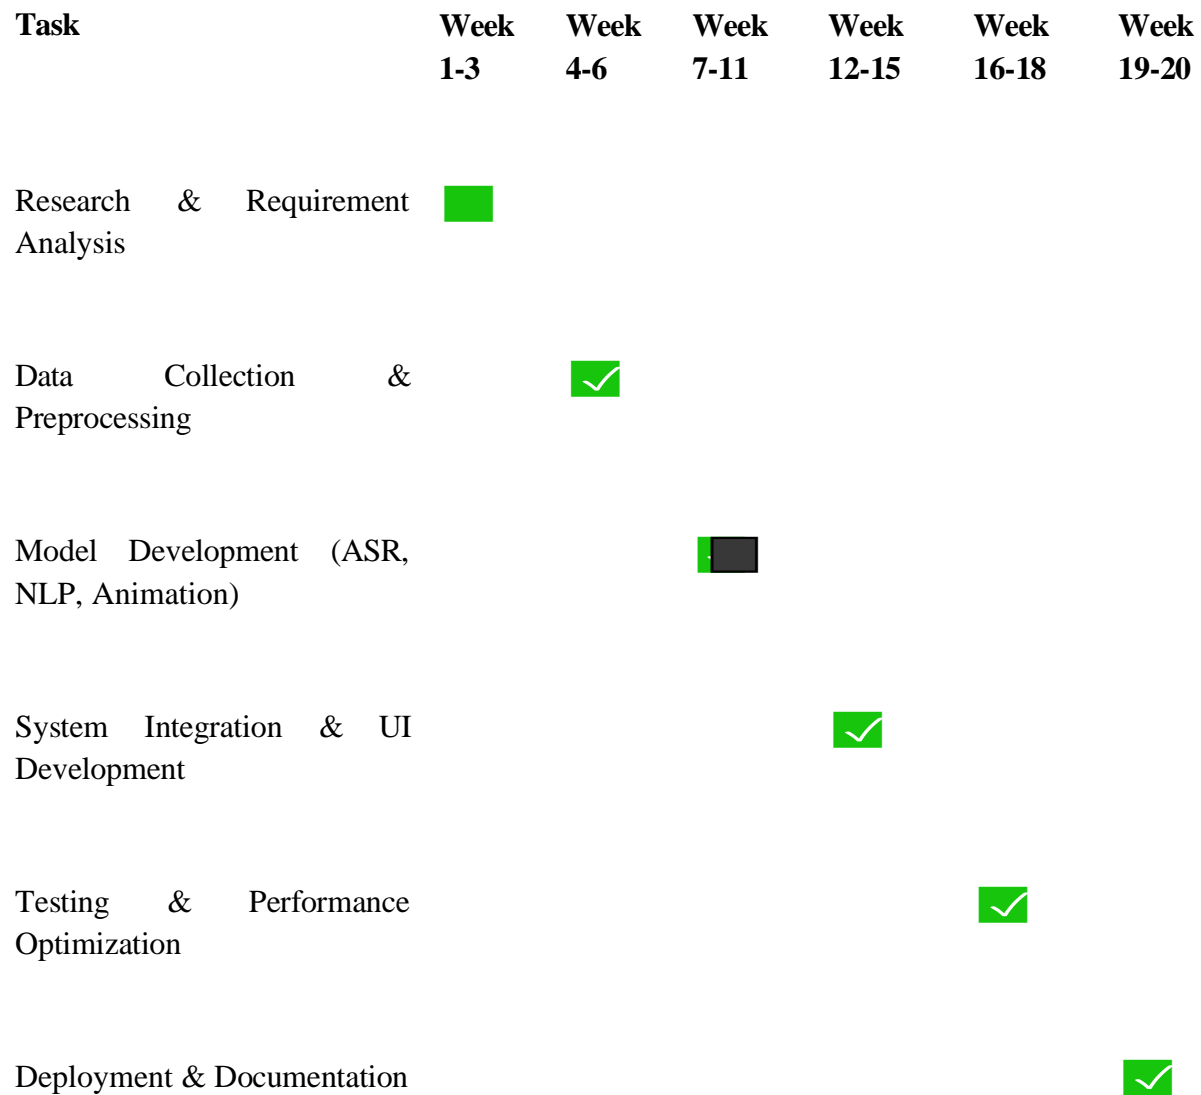 Task Week Week Week Week Week Week
1-3 4-6 7-11 12-15 16-18 19-20
Research & Requirement
Analysis
Data Collection &
Preprocessing
Model Development (ASR,
NLP, Animation)
System Integration & UI
Development
Testing & Performance
Optimization
Deployment & Documentation